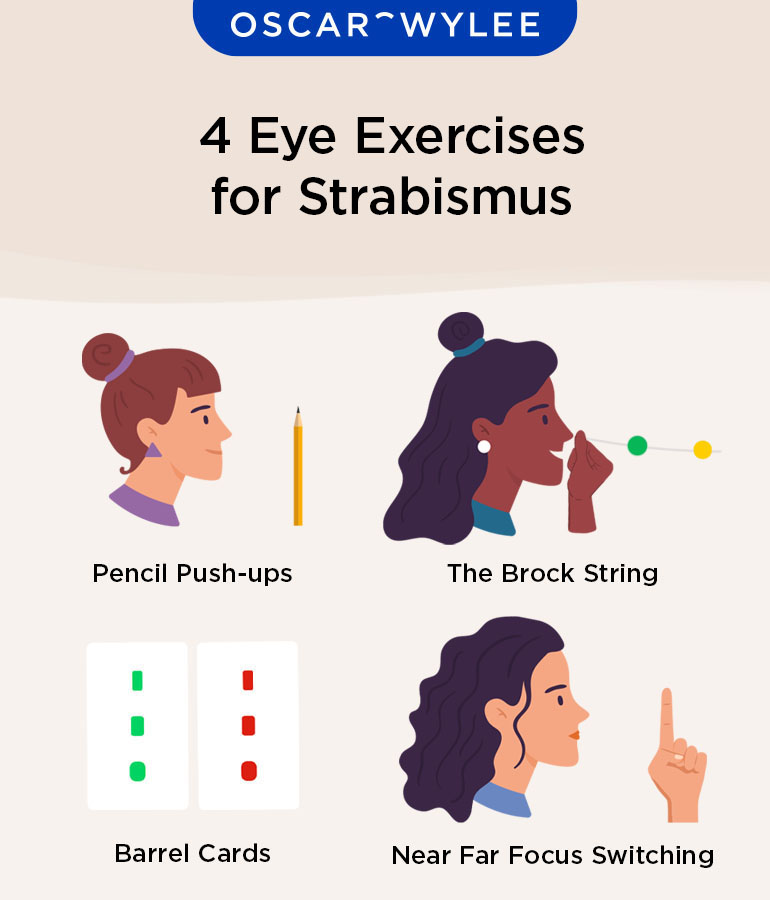 OSCAR WYLEE
4 Eye Exercises
for Strabismus
Pencil Push-ups
The Brock String
Barrel Cards
Near Far Focus Switching